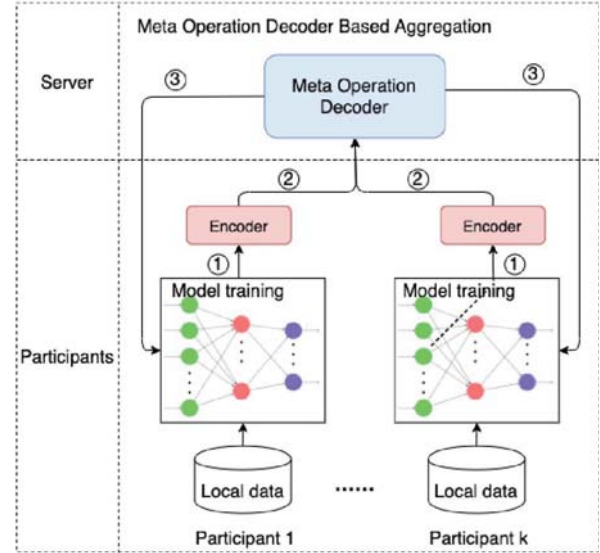 Meta Operation Decoder Based Aggregation
Server
③
③
Meta Operation
Decoder
②
②
Encoder
Encoder
①
①
Model training
Model training
Participants
Local data
......
Local data
Participant 1
Participant k